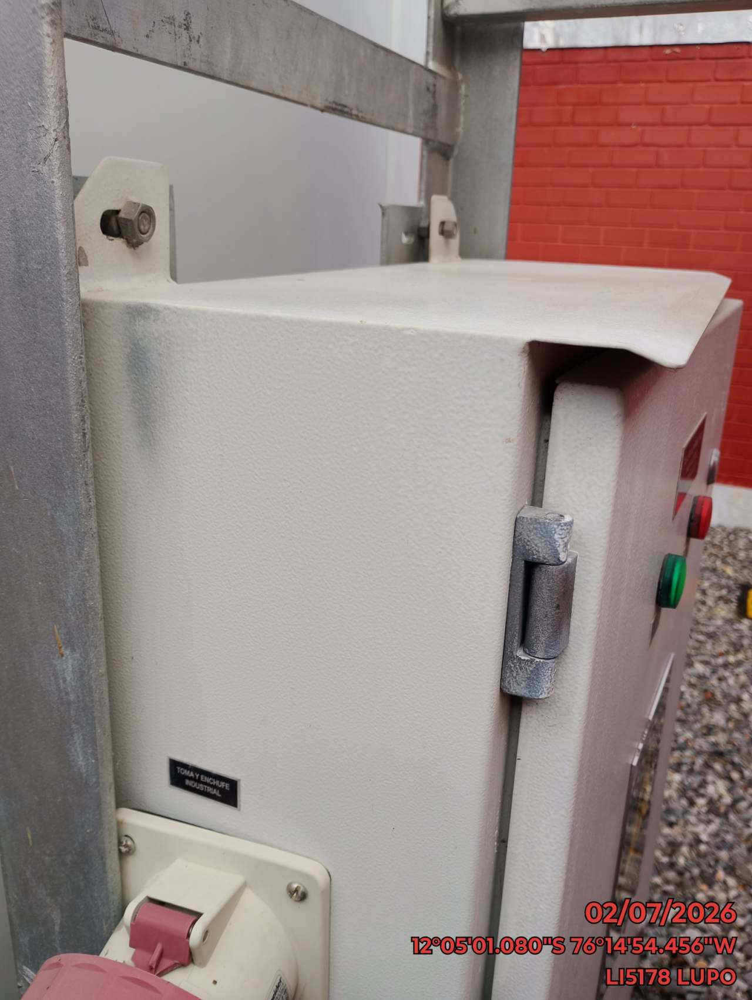 TOMA Y ENCHUFE
INDUSTRIAL
02/07/2026
12°05'01.080"S 76°14'54.456"W
LI5178 LUPO